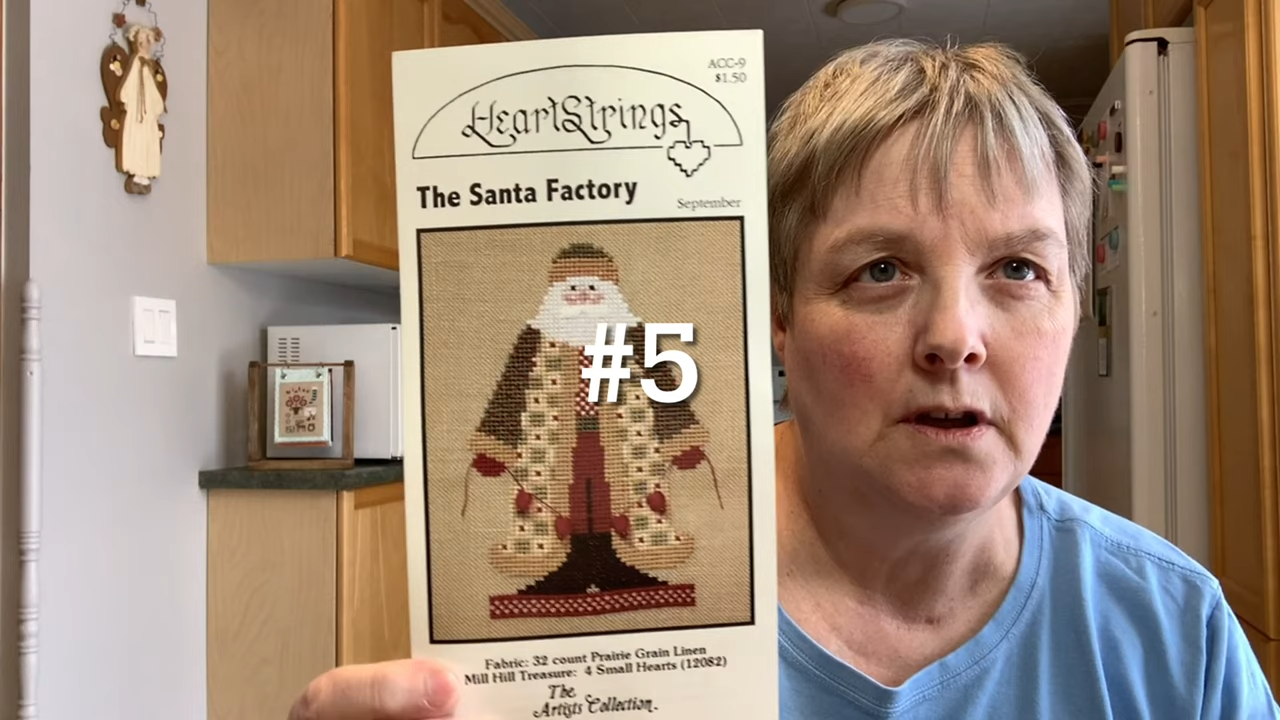 ACC-9
$1.50
HeartStrings
The Santa Factory
September
#5
Fabric: 32 count Prairie Grain Linen
Mill Hill Treasure: 4 Small Hearts (12082)
The
Artists Collection.